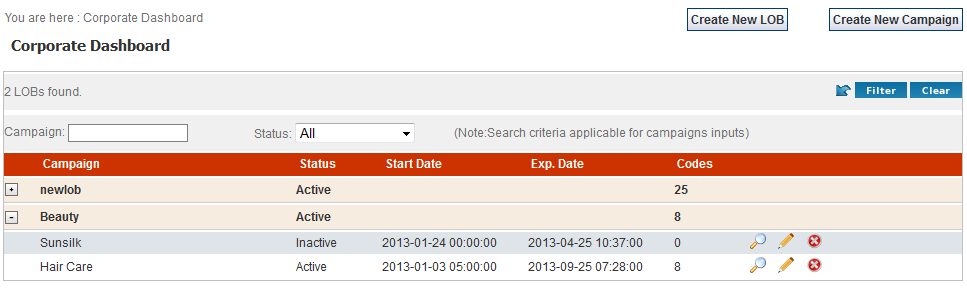 You are here : Corporate Dashboard
Create New LOB Create New Campaign
Corporate Dashboard
2 LOBs found. Filter Clear
Campaign: Status: All (Note:Search criteria applicable for campaigns inputs)
Campaign Status Start Date Exp. Date Codes
+ newlob Active 25
- Beauty Active 8
Sunsilk Inactive 2013-01-24 00:00:00 2013-04-25 10:37:00 0
Hair Care Active 2013-01-03 05:00:00 2013-09-25 07:28:00 8